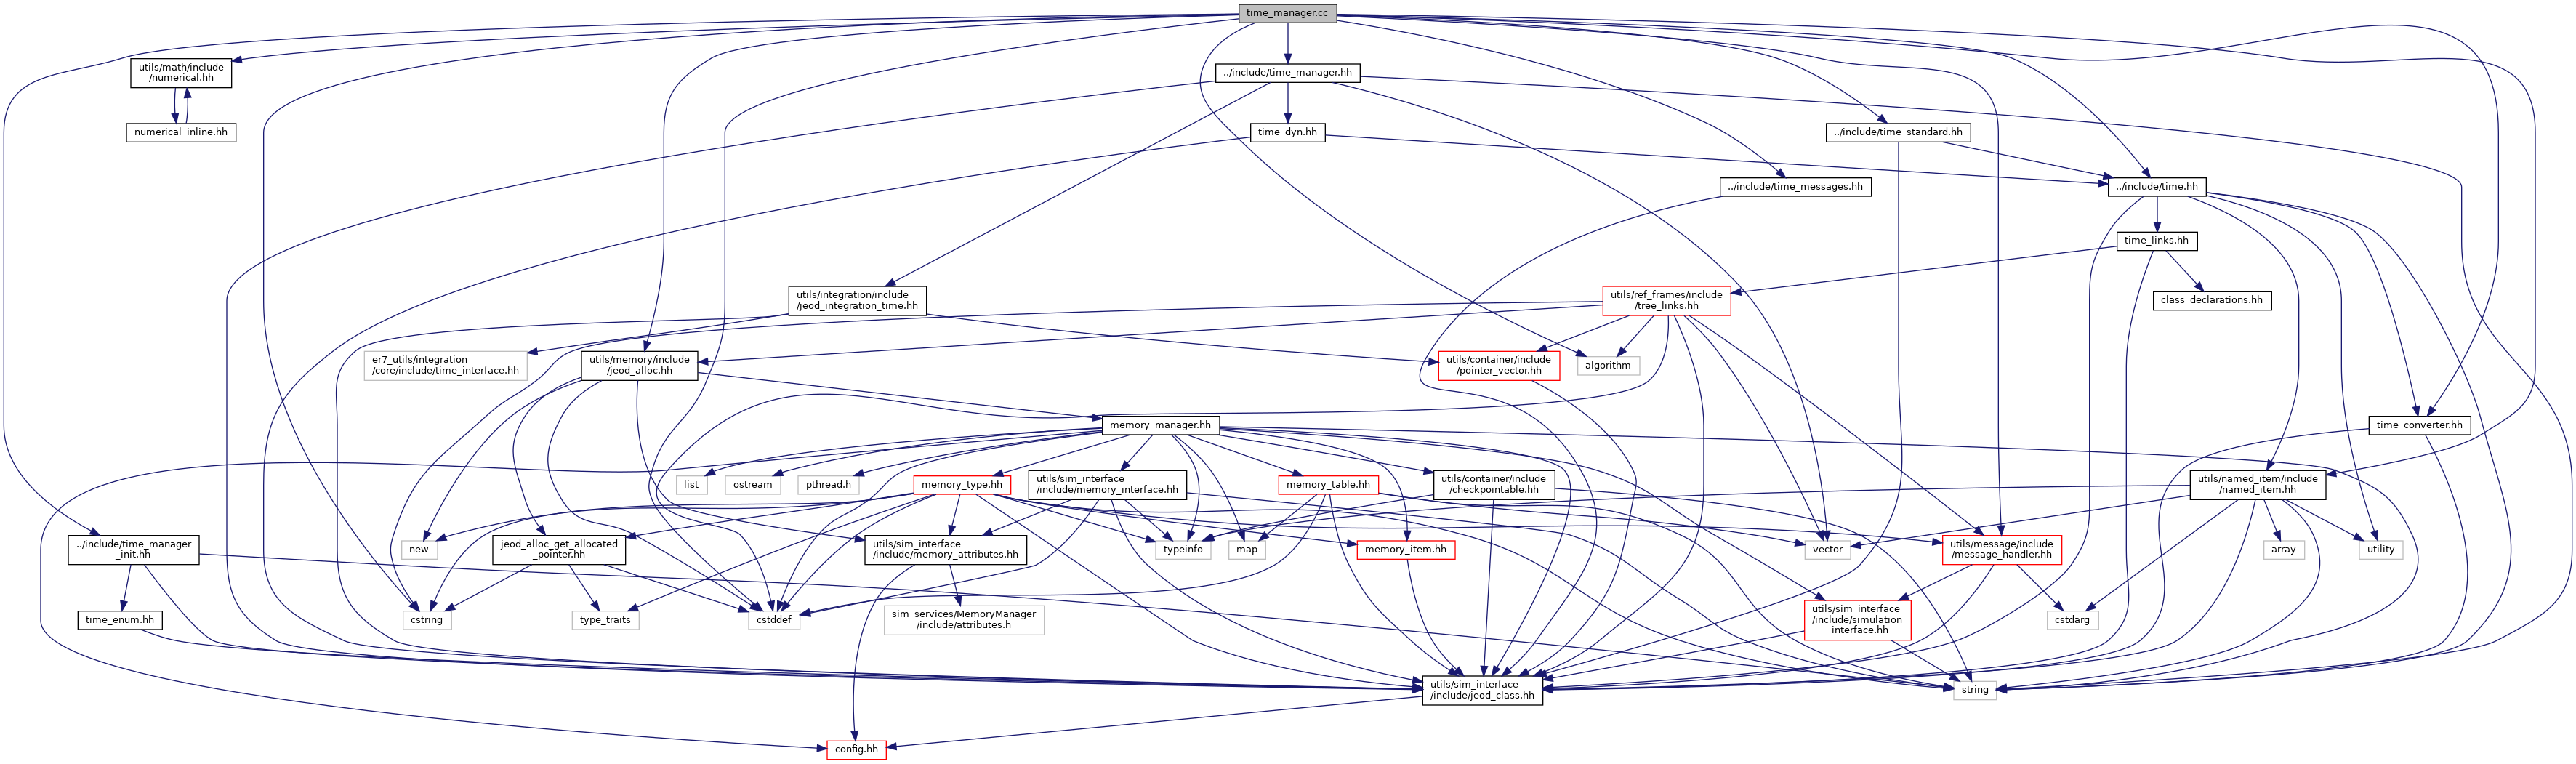 time_manager.cc
utils/math/include
/numerical.hh
../include/time_manager.hh
numerical_inline.hh
time_dyn.hh
../include/time_standard.hh
../include/time_messages.hh
../include/time.hh
time_links.hh
utils/integration/include
/jeod_integration_time.hh
utils/ref_frames/include
/tree_links.hh
class_declarations.hh
er7_utils/integration
/core/include/time_interface.hh
utils/memory/include
/jeod_alloc.hh
utils/container/include
/pointer_vector.hh
algorithm
memory_manager.hh
time_converter.hh
list
ostream
pthread.h
memory_type.hh
utils/sim_interface
/include/memory_interface.hh
memory_table.hh
utils/container/include
/checkpointable.hh
utils/named_item/include
/named_item.hh
../include/time_manager
_init.hh
new
jeod_alloc_get_allocated
_pointer.hh
utils/sim_interface
/include/memory_attributes.hh
typeinfo
map
memory_item.hh
vector
utils/message/include
/message_handler.hh
array
utility
time_enum.hh
cstring
type_traits
cstddef
sim_services/MemoryManager
/include/attributes.h
utils/sim_interface
/include/simulation
_interface.hh
cstdarg
utils/sim_interface
/include/jeod_class.hh
string
config.hh